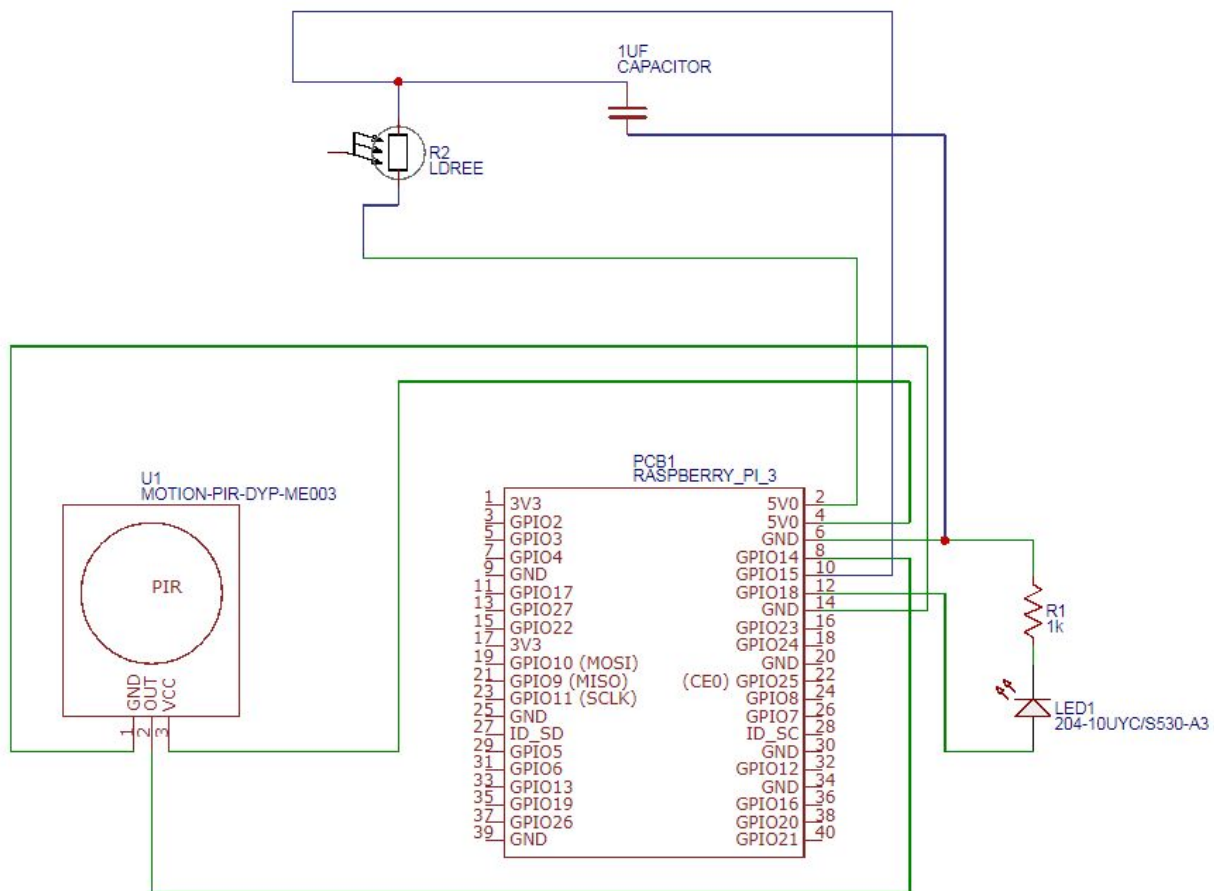 1UF
CAPACITOR
R2
LDREE
U1
MOTION-PIR-DYP-ME003
PIR
GND
OUT
VCC
1
2
3
PCB1
RASPBERRY_PI_3
1 3V3 5V0 2
3 GPIO2 5V0 4
5 GPIO3 GND 6
7 GPIO4 GPIO14 8
9 GND GPIO15 10
11 GPIO17 GPIO18 12
13 GPIO27 GND 14
15 GPIO22 GPIO23 16
17 3V3 GPIO24 18
19 GPIO10 (MOSI) GND 20
21 GPIO9 (MISO) (CE0) GPIO25 22
23 GPIO11 (SCLK) GPIO8 24
25 GND GPIO7 26
27 ID_SD ID_SC 28
29 GPIO5 GND 30
31 GPIO6 GPIO12 32
33 GPIO13 GND 34
35 GPIO19 GPIO16 36
37 GPIO26 GPIO20 38
39 GND GPIO21 40
R1
1k
LED1
204-10UYC/S530-A3